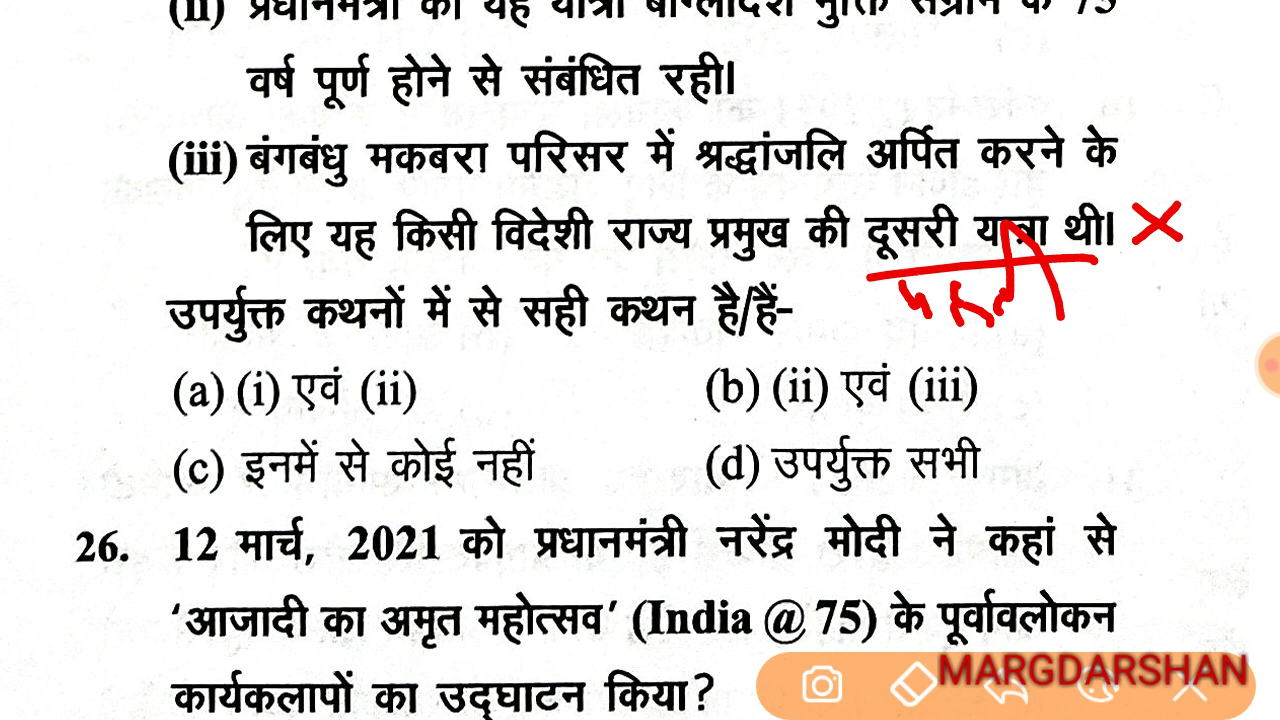 (ii) प्रधानमंत्री की यह यात्रा बांग्लादेश मुक्ति संग्राम के 75
वर्ष पूर्ण होने से संबंधित रही।
(iii) बंगबंधु मकबरा परिसर में श्रद्धांजलि अर्पित करने के
लिए यह किसी विदेशी राज्य प्रमुख की दूसरी यात्रा थी।
पहली
उपर्युक्त कथनों में से सही कथन है/हैं-
(a) (i) एवं (ii) (b) (ii) एवं (iii)
(c) इनमें से कोई नहीं (d) उपर्युक्त सभी
26. 12 मार्च, 2021 को प्रधानमंत्री नरेंद्र मोदी ने कहां से
'आजादी का अमृत महोत्सव' (India @ 75) के पूर्वावलोकन
कार्यकलापों का उद्घाटन किया?
MARGDARSHAN